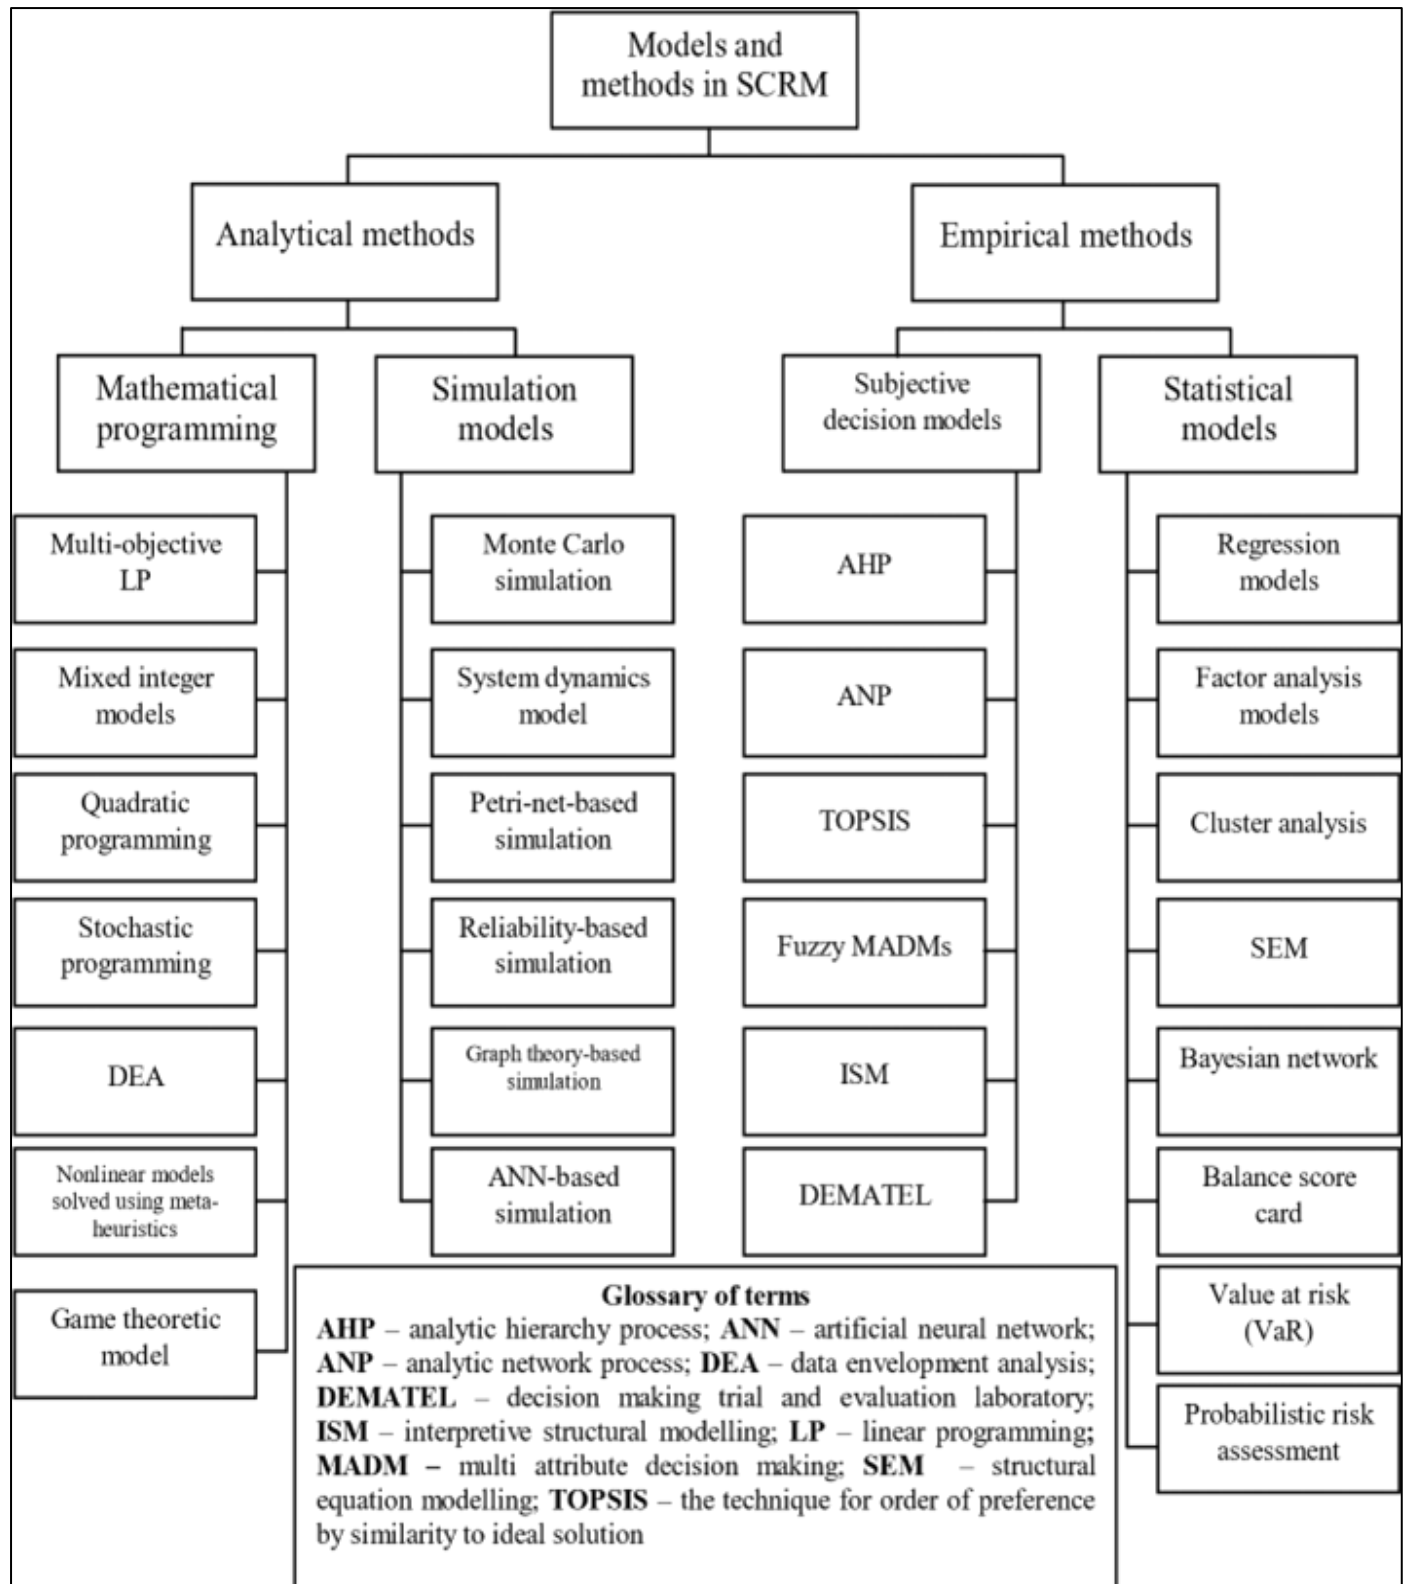 Models and
methods in SCRM
Analytical methods
Empirical methods
Mathematical
programming
Simulation
models
Subjective
decision models
Statistical
models
Multi-objective
LP
Mixed integer
models
Quadratic
programming
Stochastic
programming
DEA
Nonlinear models
solved using meta-
heuristics
Game theoretic
model
Monte Carlo
simulation
System dynamics
model
Petri-net-based
simulation
Reliability-based
simulation
Graph theory-based
simulation
ANN-based
simulation
AHP
ANP
TOPSIS
Fuzzy MADMs
ISM
DEMATEL
Regression
models
Factor analysis
models
Cluster analysis
SEM
Bayesian network
Balance score
card
Value at risk
(VaR)
Probabilistic risk
assessment
Glossary of terms
AHP – analytic hierarchy process; ANN – artificial neural network;
ANP – analytic network process; DEA – data envelopment analysis;
DEMATEL – decision making trial and evaluation laboratory;
ISM – interpretive structural modelling; LP – linear programming;
MADM – multi attribute decision making; SEM – structural
equation modelling; TOPSIS – the technique for order of preference
by similarity to ideal solution